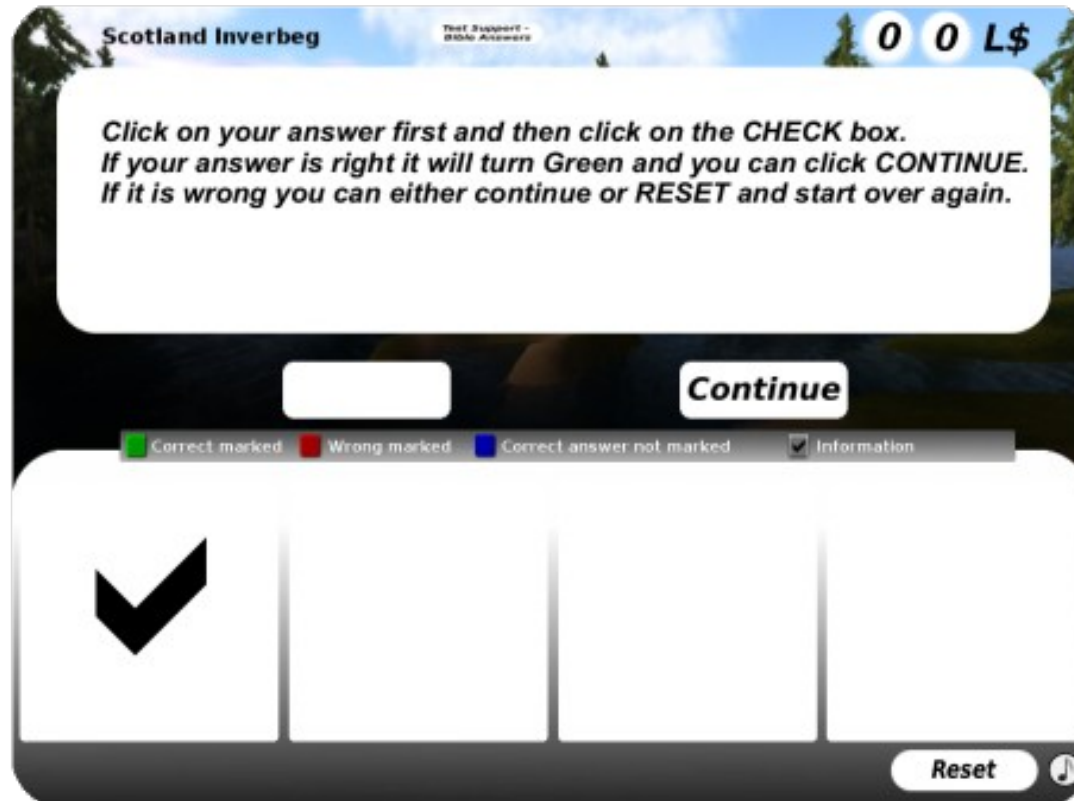 Scotland Inverbeg
Test Support -
Bible Answers
0 0 L$
Click on your answer first and then click on the CHECK box.
If your answer is right it will turn Green and you can click CONTINUE.
If it is wrong you can either continue or RESET and start over again.
Continue
Correct marked Wrong marked Correct answer not marked Information
Reset